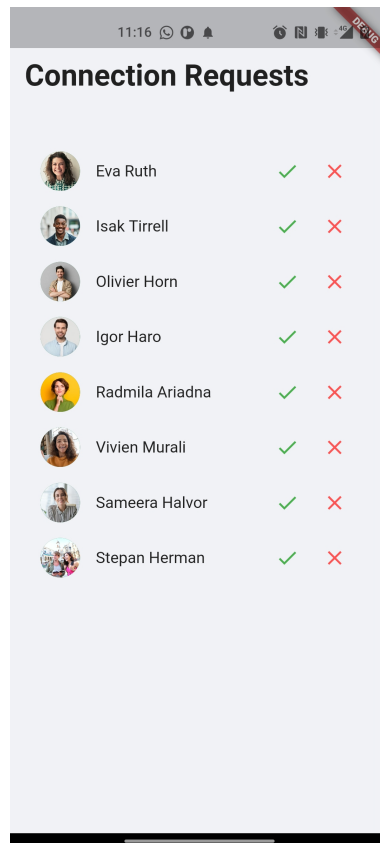 11:16
4G
DEBUG
Connection Requests
Eva Ruth
Isak Tirrell
Olivier Horn
Igor Haro
Radmila Ariadna
Vivien Murali
Sameera Halvor
Stepan Herman